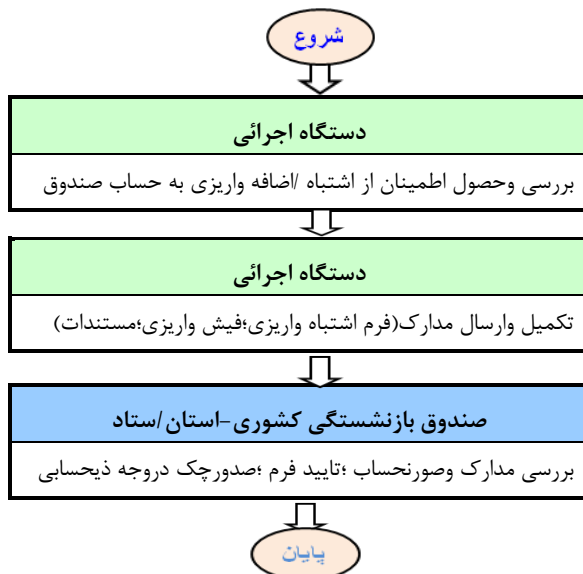 شروع
دستگاه اجرائی
بررسی وحصول اطمینان از اشتباه /اضافه واریزی به حساب صندوق
دستگاه اجرائی
تکمیل وارسال مدارک(فرم اشتباه واریزی؛فیش واریزی؛مستندات)
صندوق بازنشستگی کشوری-استان/ستاد
بررسی مدارک وصورتحساب ؛تایید فرم ؛صدورچک دروجه ذیحسابی
پایان